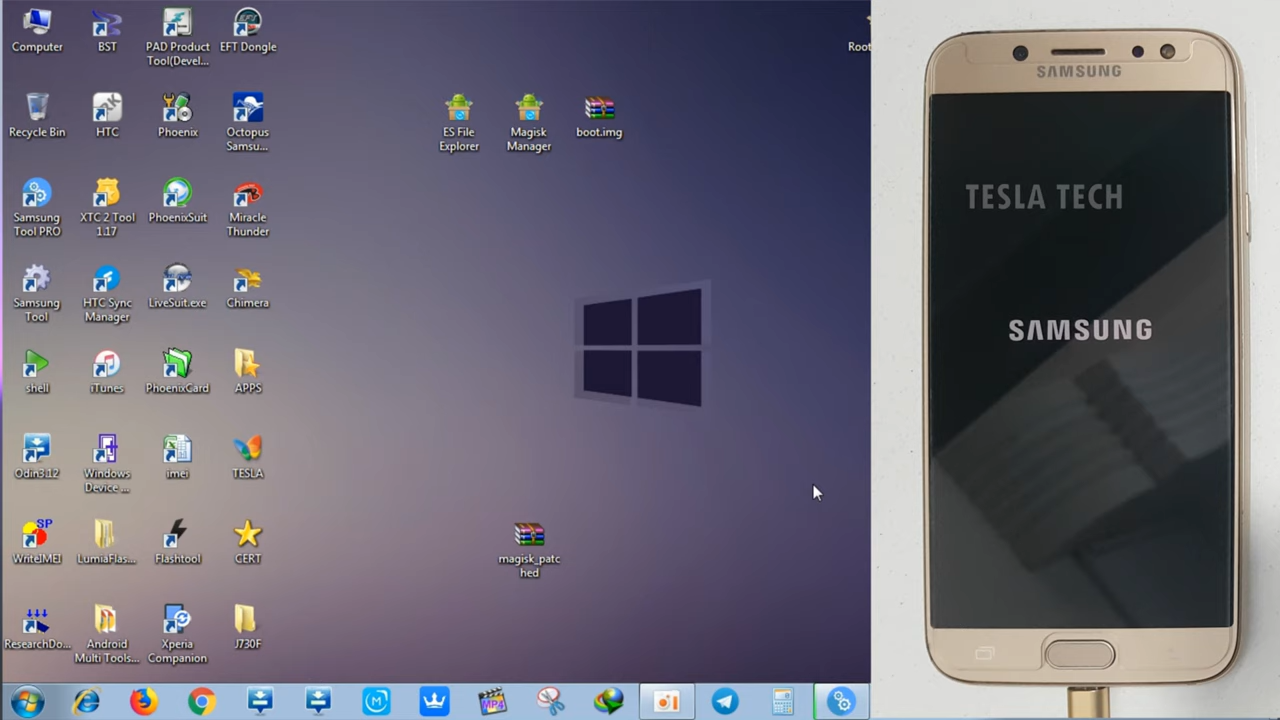 Computer
BST
PAD Product
Tool(Devel...
EFT Dongle
Root
Recycle Bin
HTC
Phoenix
Octopus
Samsu...
ES File
Explorer
Magisk
Manager
boot.img
Samsung
Tool PRO
XTC 2 Tool
1.17
PhoenixSuit
Miracle
Thunder
Samsung
Tool
HTC Sync
Manager
LiveSuit.exe
Chimera
shell
iTunes
PhoenixCard
APPS
Odin3.12
Windows
Device ...
imei
TESLA
SP
WriteIMEI
LumiaFlas...
Flashtool
CERT
magisk_patc
hed
ResearchDo...
Android
Multi Tools...
Xperia
Companion
J730F
MP4
SAMSUNG
TESLA TECH
SAMSUNG